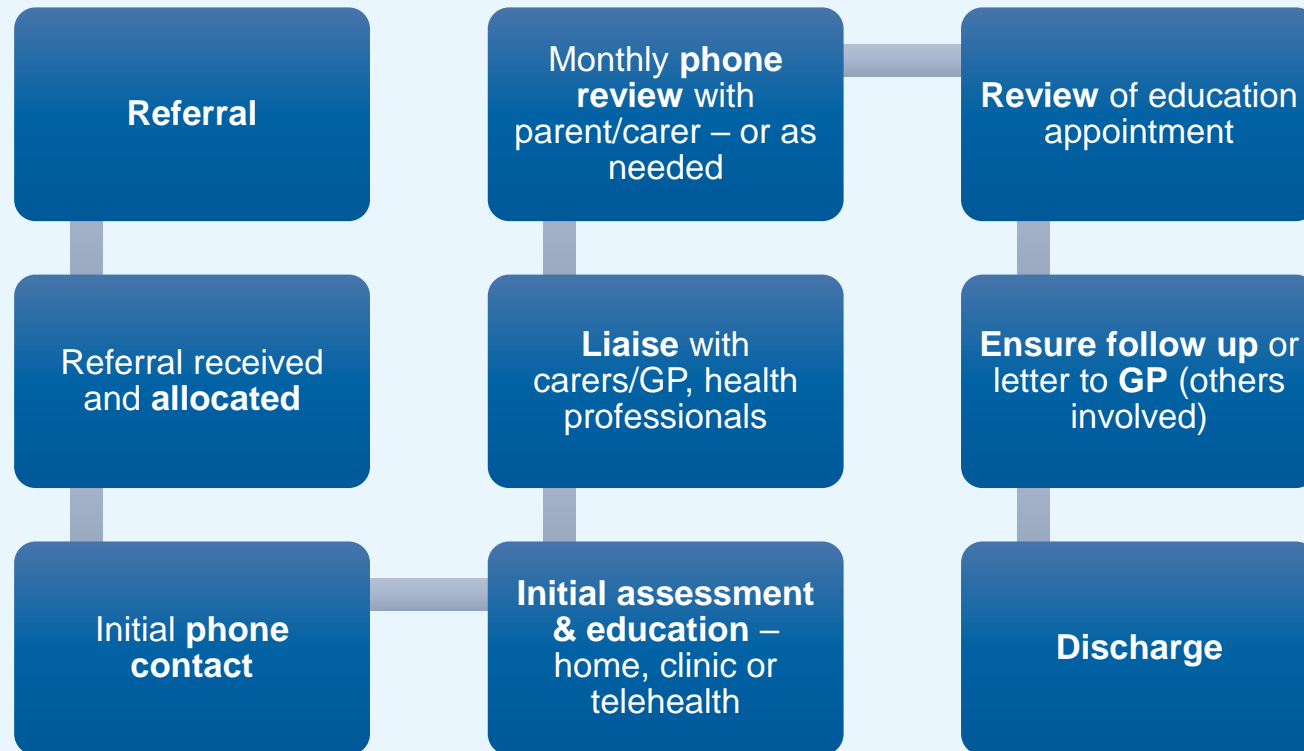 Referral
Referral received
and allocated
Initial phone
contact
Initial assessment
& education –
home, clinic or
telehealth
Liaise with
carers/GP, health
professionals
Monthly phone
review with
parent/carer – or as
needed
Review of education
appointment
Ensure follow up or
letter to GP (others
involved)
Discharge